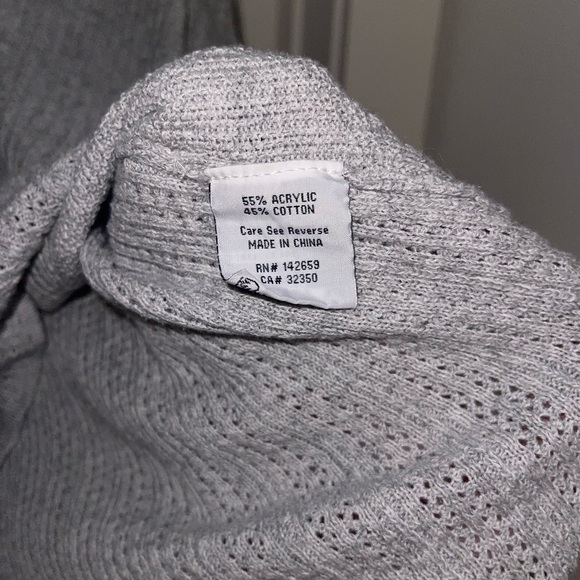 55% ACRYLIC
45% COTTON
Care See Reverse
MADE IN CHINA
RN# 142659
CA# 32350